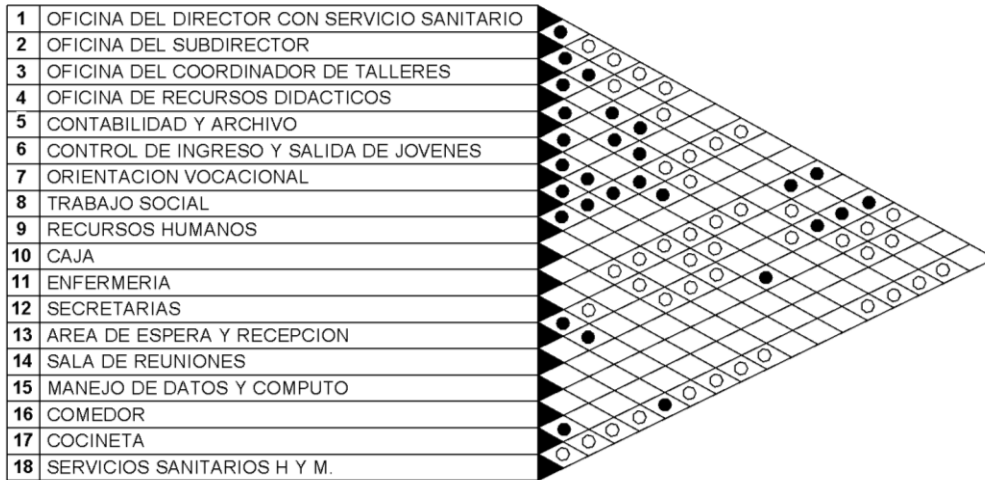 1 OFICINA DEL DIRECTOR CON SERVICIO SANITARIO
2 OFICINA DEL SUBDIRECTOR
3 OFICINA DEL COORDINADOR DE TALLERES
4 OFICINA DE RECURSOS DIDACTICOS
5 CONTABILIDAD Y ARCHIVO
6 CONTROL DE INGRESO Y SALIDA DE JOVENES
7 ORIENTACION VOCACIONAL
8 TRABAJO SOCIAL
9 RECURSOS HUMANOS
10 CAJA
11 ENFERMERIA
12 SECRETARIAS
13 AREA DE ESPERA Y RECEPCION
14 SALA DE REUNIONES
15 MANEJO DE DATOS Y COMPUTO
16 COMEDOR
17 COCINETA
18 SERVICIOS SANITARIOS H Y M.